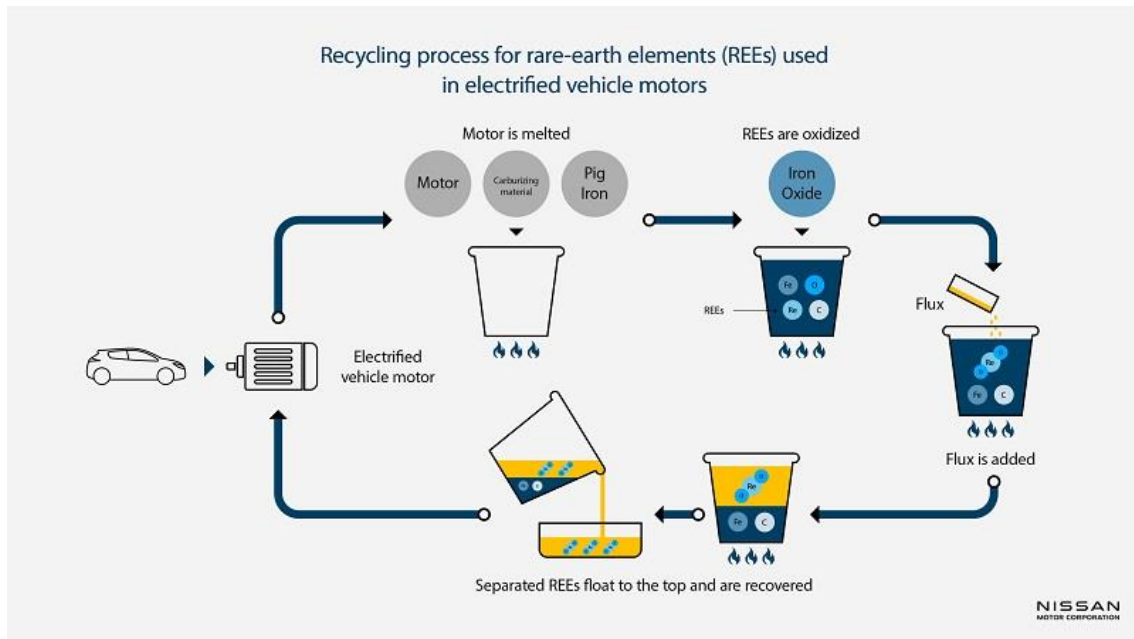 Recycling process for rare-earth elements (REEs) used
in electrified vehicle motors
Motor is melted
Motor
Carburizing
material
Pig
Iron
REEs are oxidized
Iron
Oxide
Fe
O
REEs
Re
C
Flux
O
Re
O
Fe
C
Flux is added
Electrified
vehicle motor
O
Re
O
Fe
C
Separated REEs float to the top and are recovered
NISSAN
MOTOR CORPORATION